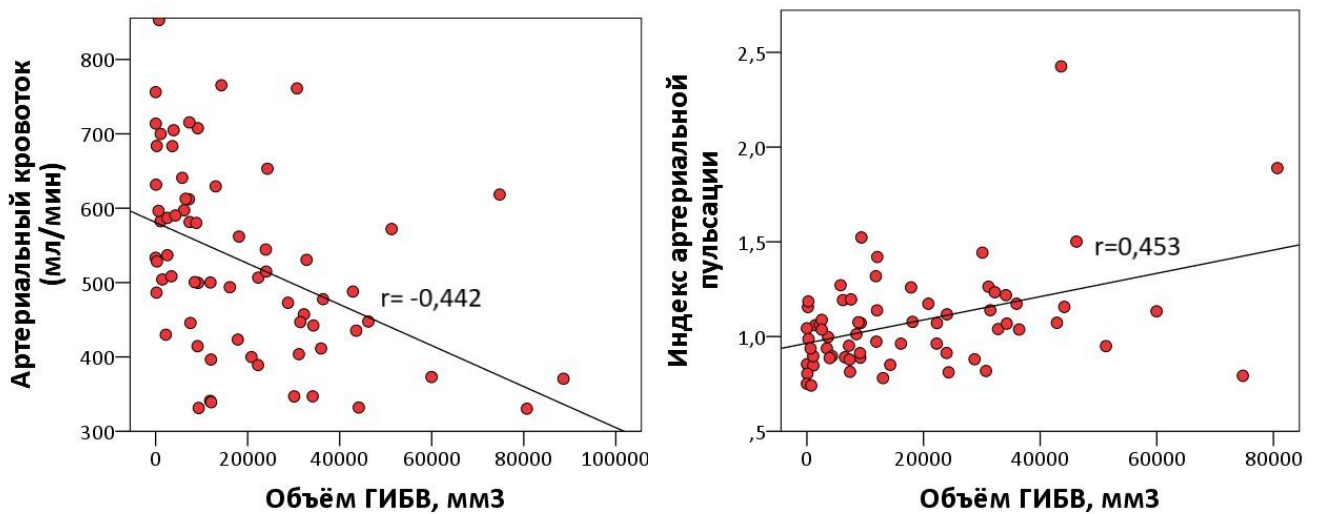 Артериальный кровоток
(мл/мин)
800
700
600
500
400
300
r= -0,442
0
20000
40000
60000
80000
100000
Объём ГИБВ, мм3
Индекс артериальной
пульсации
2,5
2,0
1,5
1,0
,5
r=0,453
0
20000
40000
60000
80000
Объём ГИБВ, мм3